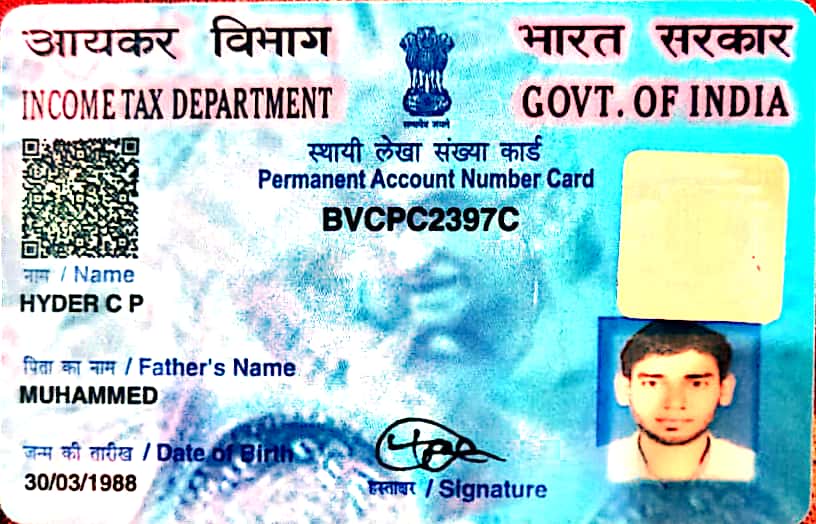 आयकर विभाग
INCOME TAX DEPARTMENT
भारत सरकार
GOVT. OF INDIA
सत्यमेव जयते
स्थायी लेखा संख्या कार्ड
Permanent Account Number Card
BVCPC2397C
नाम / Name
HYDER C P
पिता का नाम / Father's Name
MUHAMMED
जन्म की तारीख / Date of Birth
30/03/1988
हस्ताक्षर / Signature